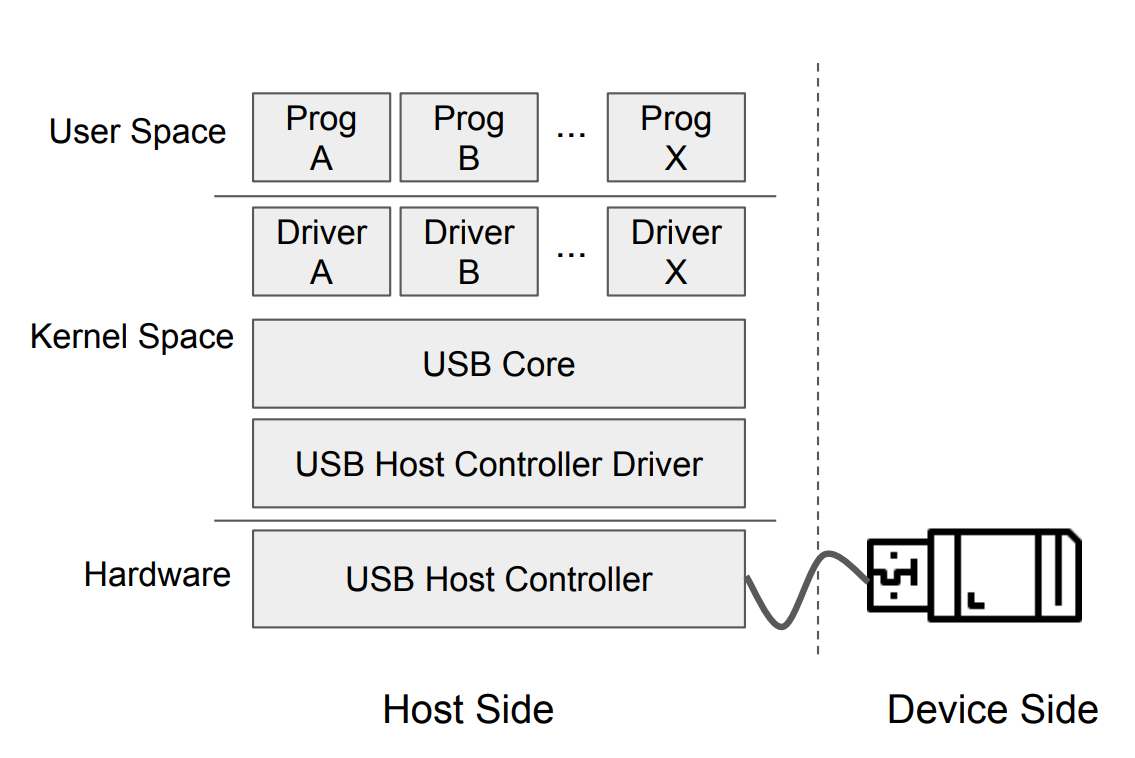 User Space
Prog
A
Prog
B
...
Prog
X
Driver
A
Driver
B
...
Driver
X
Kernel Space
USB Core
USB Host Controller Driver
Hardware
USB Host Controller
Host Side
Device Side